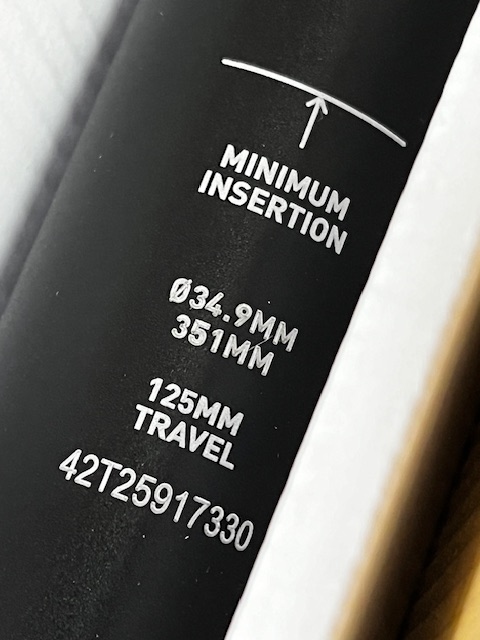 MINIMUM
INSERTION
Ø34.9MM
351MM
125MM
TRAVEL
42T25917330